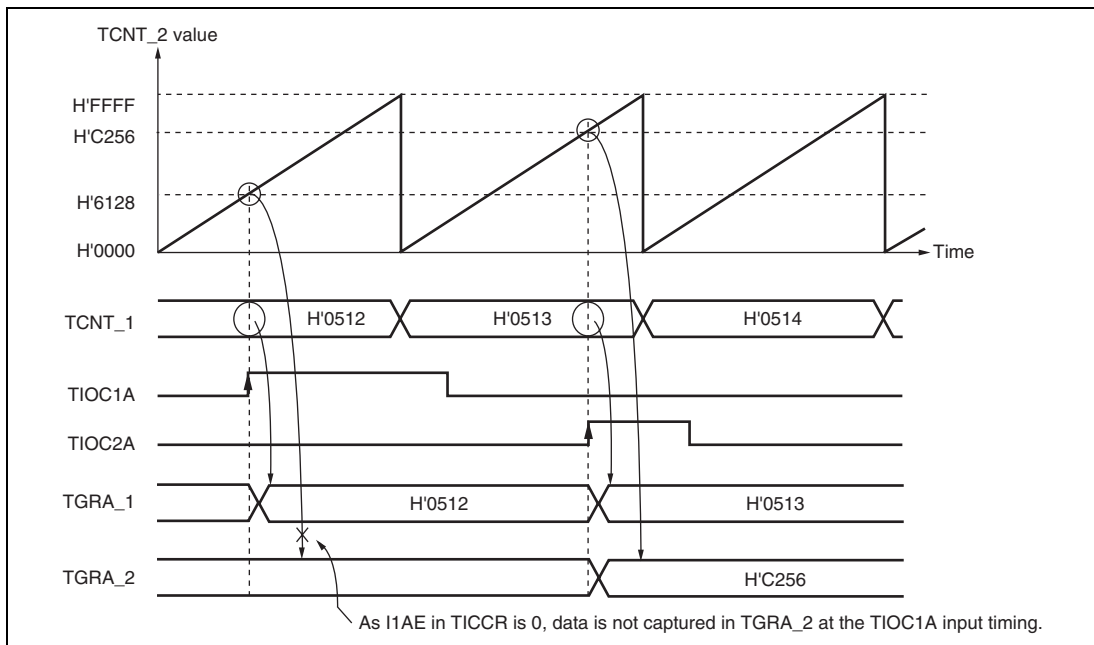 TCNT_2 value
H'FFFF
H'C256
H'6128
H'0000
Time
TCNT_1
H'0512
H'0513
H'0514
TIOC1A
TIOC2A
TGRA_1
H'0512
H'0513
TGRA_2
H'C256
As I1AE in TICCR is 0, data is not captured in TGRA_2 at the TIOC1A input timing.